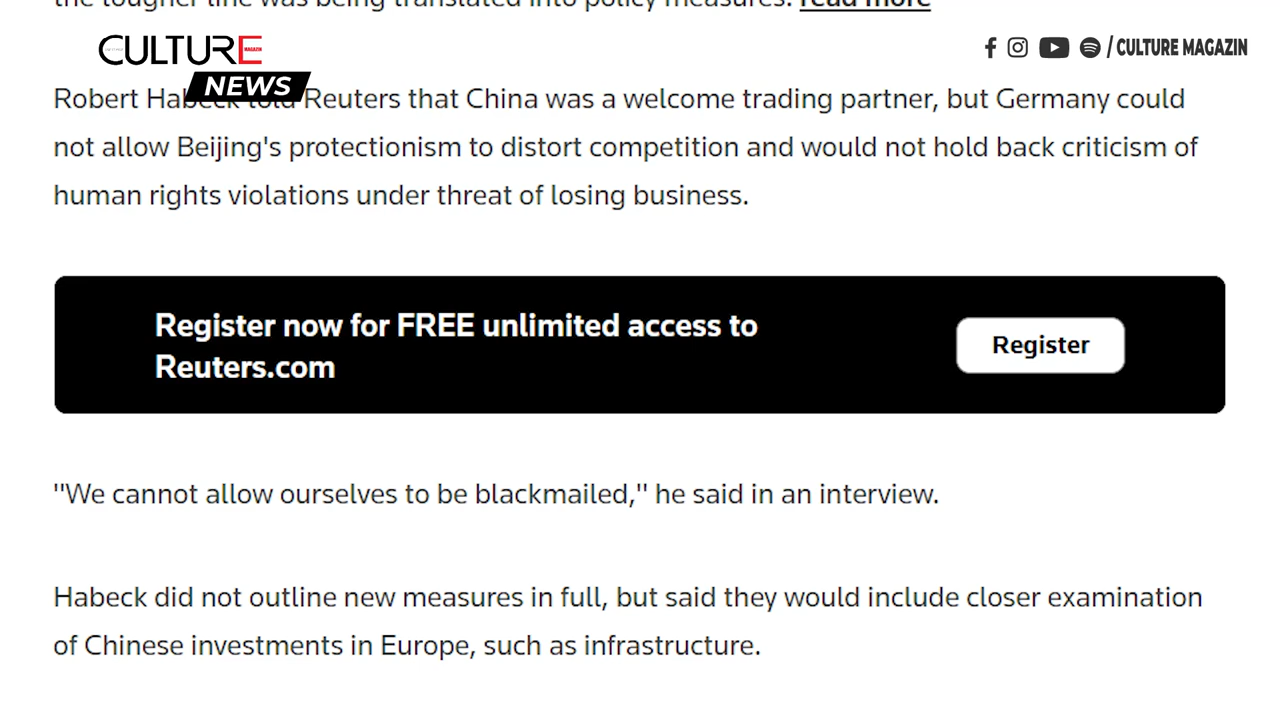 the tougher line was being translated into policy measures. read more
CULTURE MAGAZIN
NEWS
/ CULTURE MAGAZIN
Robert Habeck told Reuters that China was a welcome trading partner, but Germany could
not allow Beijing's protectionism to distort competition and would not hold back criticism of
human rights violations under threat of losing business.
Register now for FREE unlimited access to
Reuters.com
Register
"We cannot allow ourselves to be blackmailed," he said in an interview.
Habeck did not outline new measures in full, but said they would include closer examination
of Chinese investments in Europe, such as infrastructure.